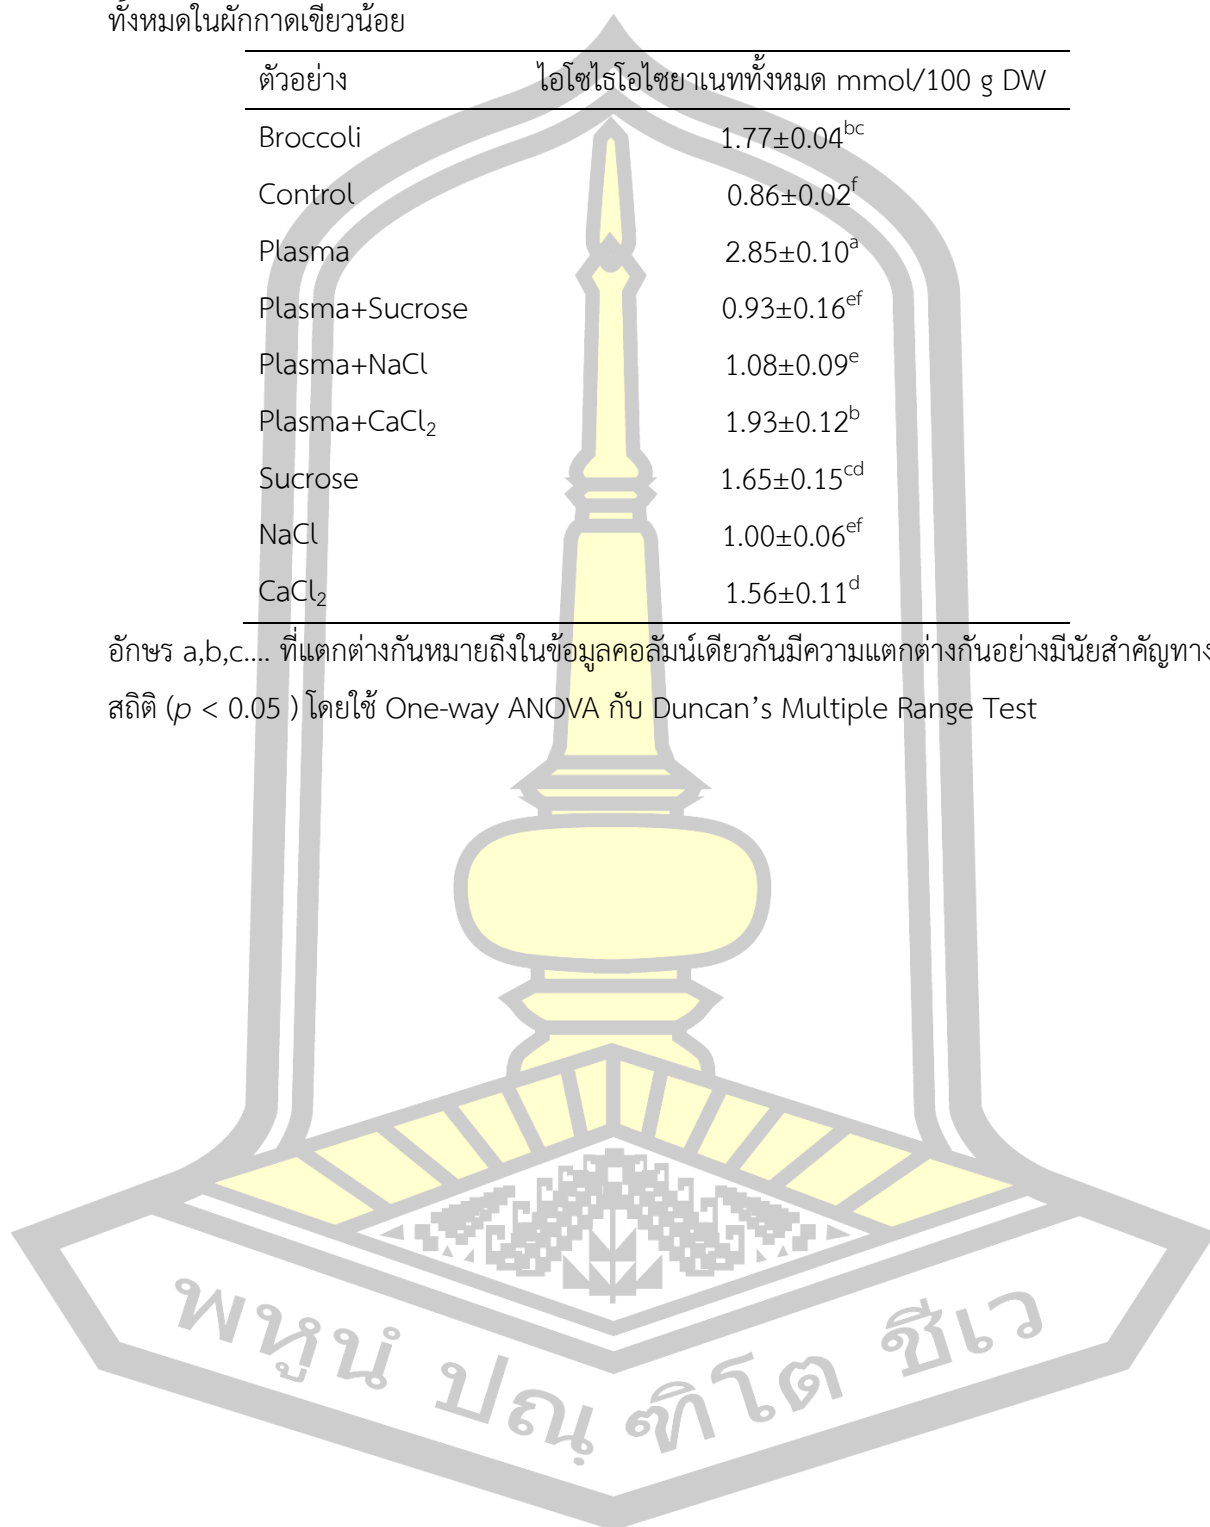 ทั้งหมดในผักกาดเขียวน้อย
ตัวอย่าง ไอโซไธโอไซยาเนททั้งหมด mmol/100 g DW
Broccoli 1.77±0.04bc
Control 0.86±0.02f
Plasma 2.85±0.10a
Plasma+Sucrose 0.93±0.16ef
Plasma+NaCl 1.08±0.09e
Plasma+CaCl2 1.93±0.12b
Sucrose 1.65±0.15cd
NaCl 1.00±0.06ef
CaCl2 1.56±0.11d
อักษร a,b,c.... ที่แตกต่างกันหมายถึงในข้อมูลคอลัมน์เดียวกันมีความแตกต่างกันอย่างมีนัยสำคัญทาง
สถิติ (p < 0.05 ) โดยใช้ One-way ANOVA กับ Duncan's Multiple Range Test
พหูนํ ปณฺ ฑิโต ชีเว